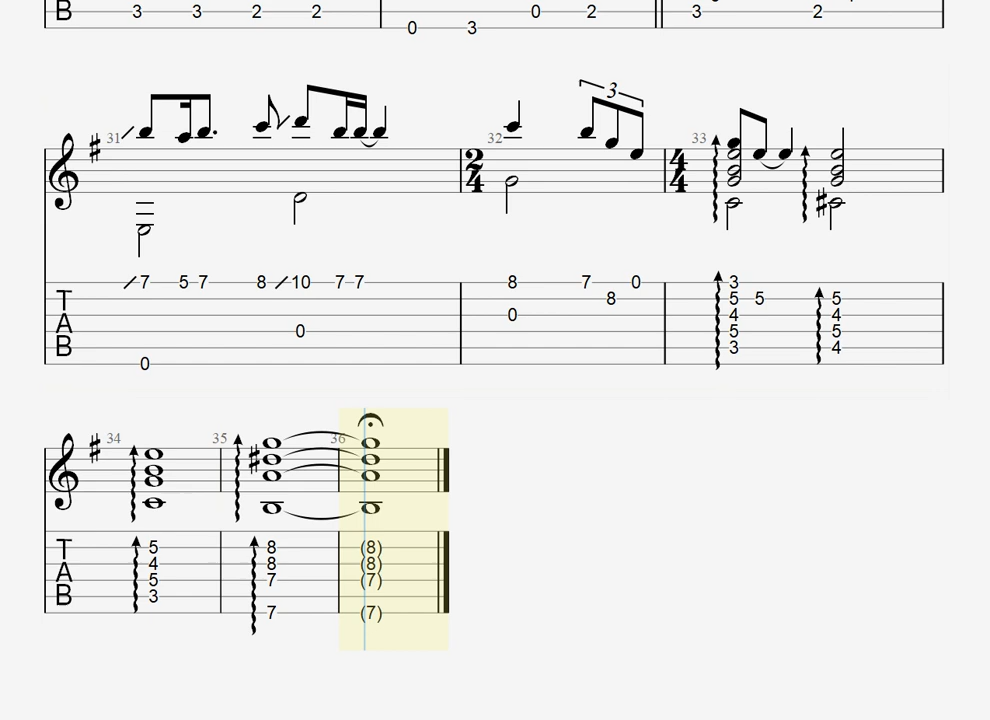 B 3 3 2 2 0 2 3 2
0 3
3
31 32 33
2 4 4 4
7 5 7 8 10 7 7 8 7 0 3
T 8 5 5 5
A 0 4 4
0 5 5
B 3 4
0
34 35 36
T 5 8 (8)
A 4 8 (8)
5 7 (7)
B 3
7 (7)